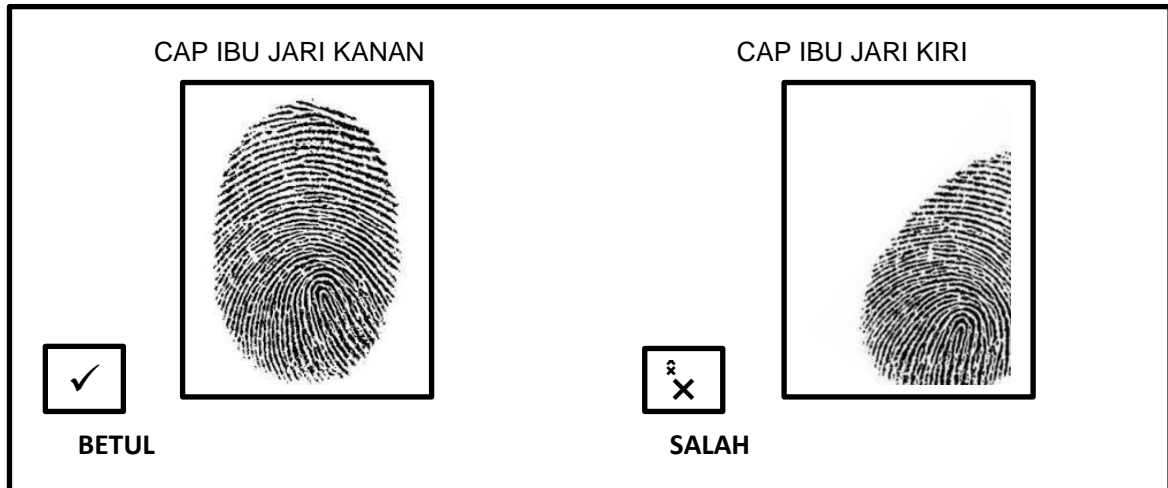 CAP IBU JARI KANAN
CAP IBU JARI KIRI
✓
×
BETUL
SALAH